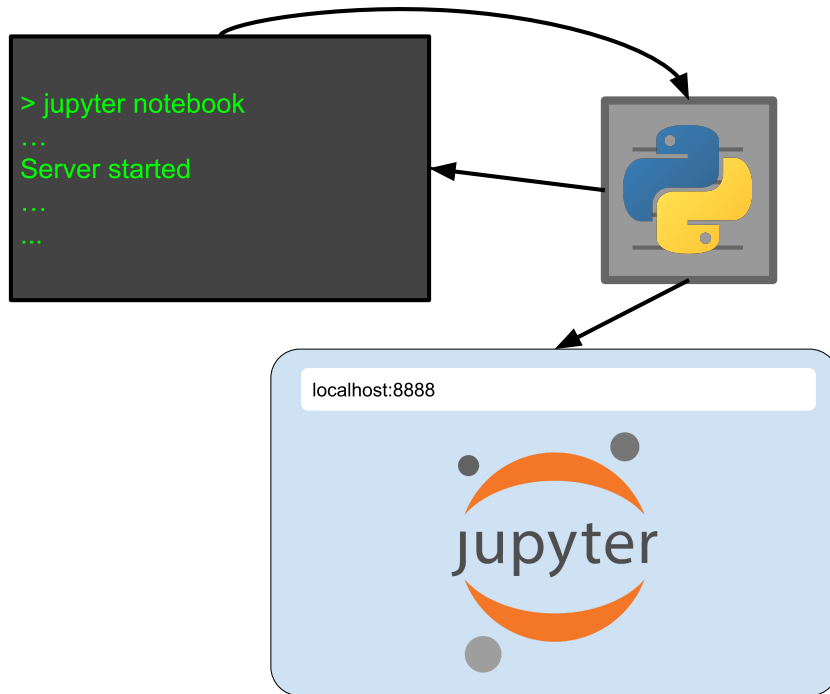 > jupyter notebook
…
Server started
…
...
localhost:8888
jupyter